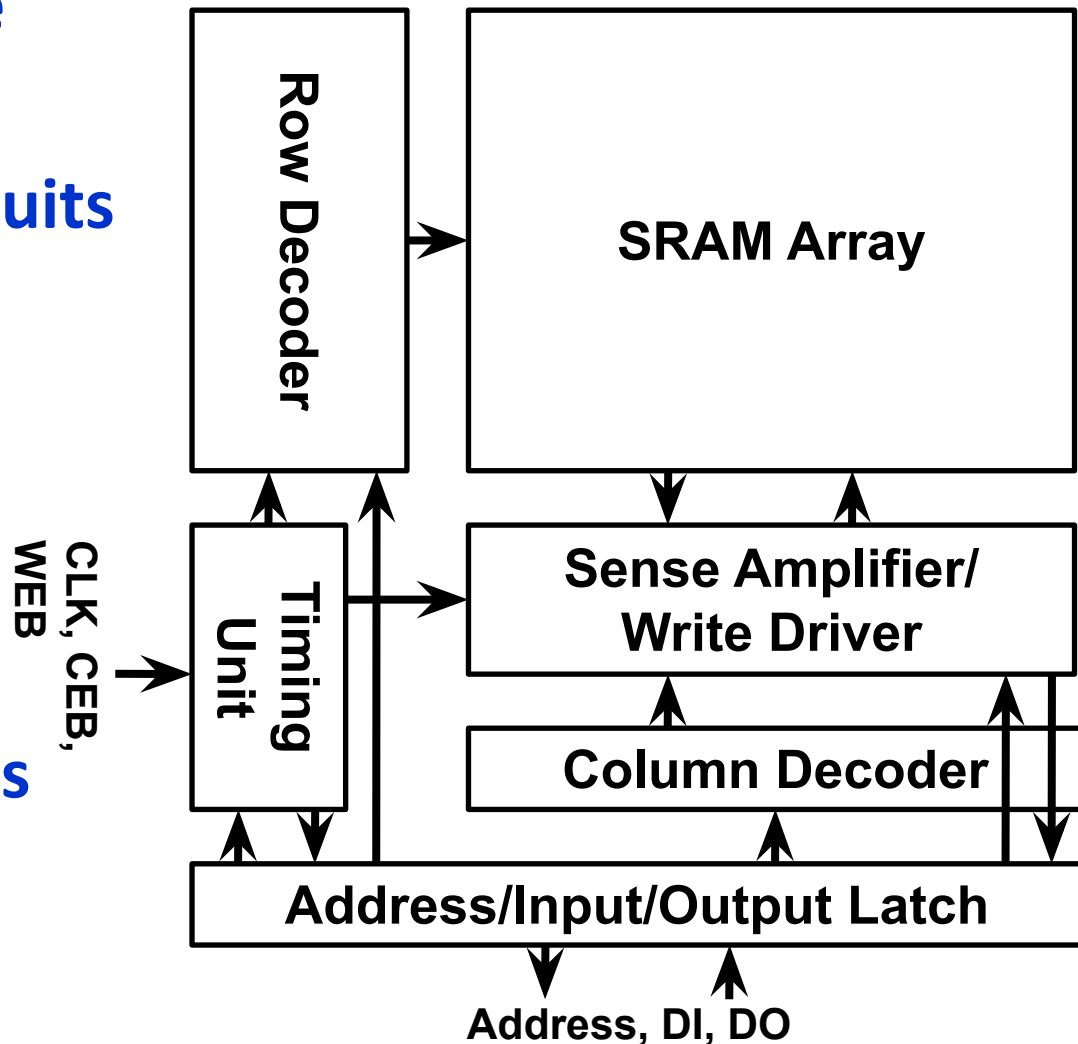 Row Decoder
SRAM Array
Sense Amplifier/
Write Driver
CLK, CEB,
WEB
Timing
Unit
Column Decoder
Address/Input/Output Latch
Address, DI, DO